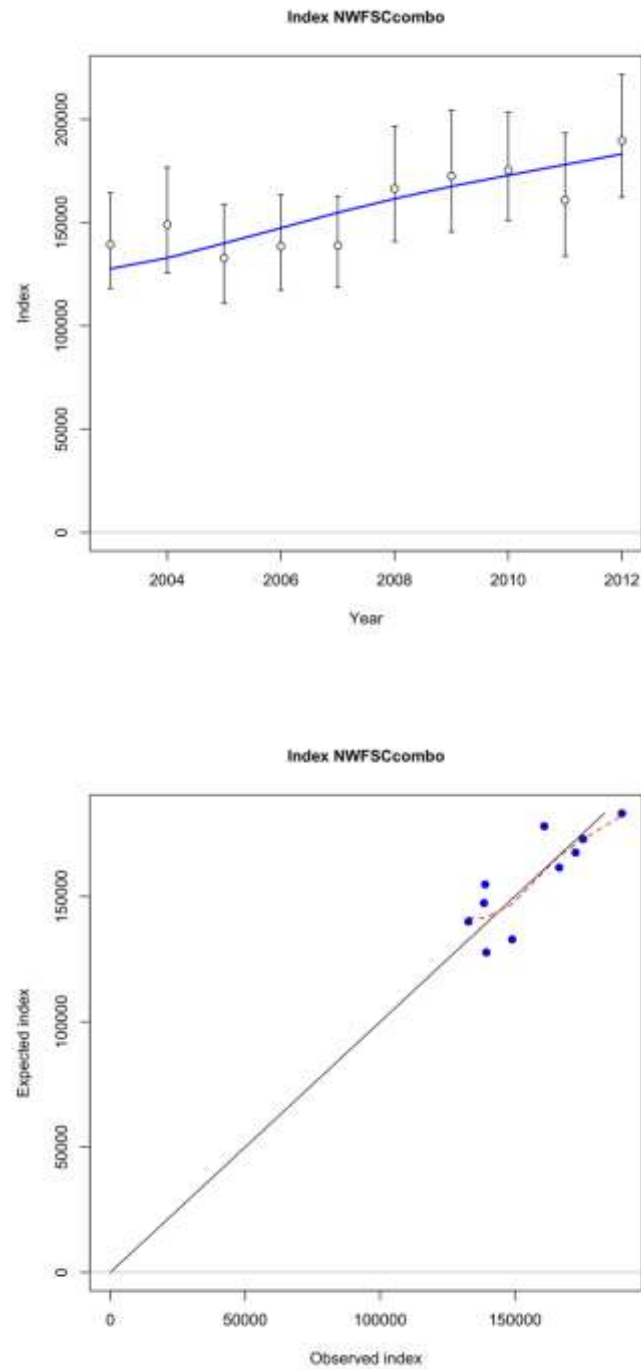 Index NWFSCcombo
200000
150000
100000
50000
0
Index
2004 2006 2008 2010 2012
Year
Index NWFSCcombo
150000
100000
50000
0
Expected index
0 50000 100000 150000
Observed index